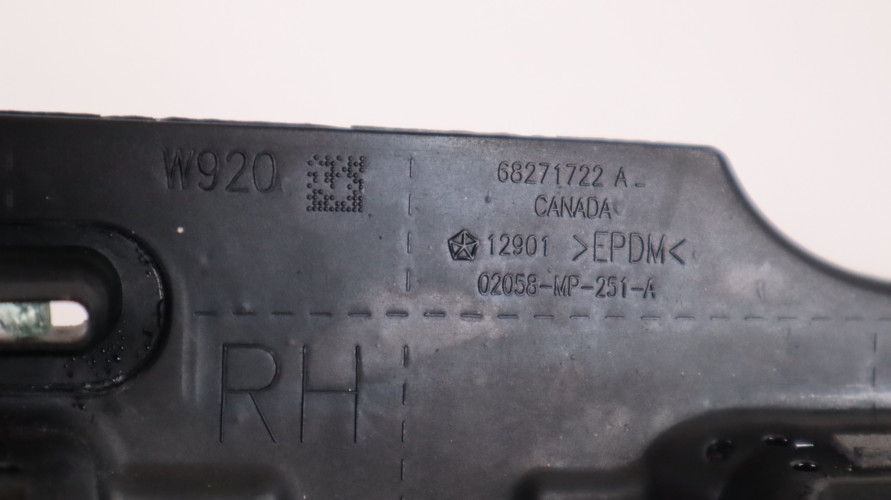 W920
68271722 A
CANADA
12901 >EPDM<
02058-MP-251-A
RH